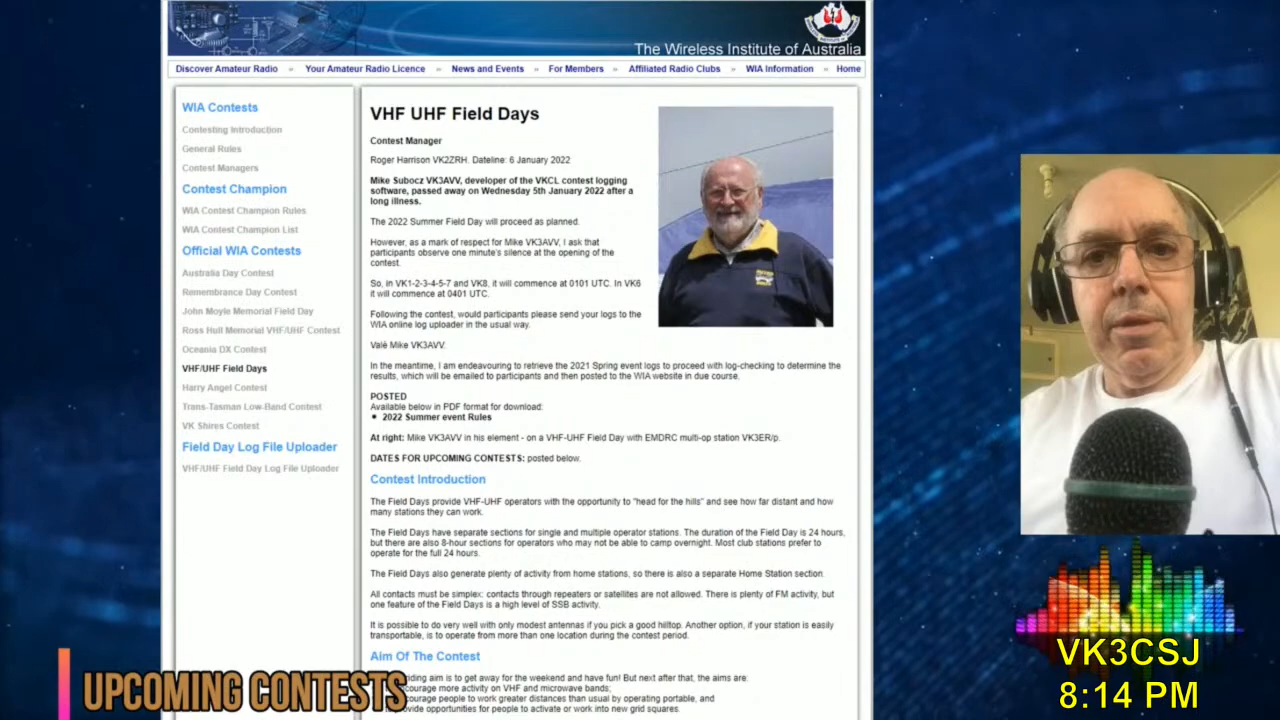 The Wireless Institute of Australia
Discover Amateur Radio » Your Amateur Radio Licence » News and Events » For Members » Affiliated Radio Clubs » WIA Information » Home
WIA Contests
Contesting Introduction
General Rules
Contest Managers
Contest Champion
WIA Contest Champion Rules
WIA Contest Champion List
Official WIA Contests
Australia Day Contest
Remembrance Day Contest
John Moyle Memorial Field Day
Ross Hull Memorial VHF/UHF Contest
Oceania DX Contest
VHF/UHF Field Days
Harry Angel Contest
Trans-Tasman Low-Band Contest
VK Shires Contest
Field Day Log File Uploader
VHF/UHF Field Day Log File Uploader
VHF UHF Field Days
Contest Manager
Roger Harrison VK2ZRH. Dateline: 6 January 2022
Mike Subocz VK3AVV, developer of the VKCL contest logging
software, passed away on Wednesday 5th January 2022 after a
long illness.
The 2022 Summer Field Day will proceed as planned.
However, as a mark of respect for Mike VK3AVV, I ask that
participants observe one minute's silence at the opening of the
contest.
So, in VK1-2-3-4-5-7 and VK8, it will commence at 0101 UTC. In VK6
it will commence at 0401 UTC.
Following the contest, would participants please send your logs to the
WIA online log uploader in the usual way.
Valé Mike VK3AVV.
In the meantime, I am endeavouring to retrieve the 2021 Spring event logs to proceed with log-checking to determine the
results, which will be emailed to participants and then posted to the WIA website in due course.
POSTED
Available below in PDF format for download:
• 2022 Summer event Rules
At right: Mike VK3AVV in his element - on a VHF-UHF Field Day with EMDRC multi-op station VK3ER/p.
DATES FOR UPCOMING CONTESTS: posted below.
Contest Introduction
The Field Days provide VHF-UHF operators with the opportunity to "head for the hills" and see how far distant and how
many stations they can work.
The Field Days have separate sections for single and multiple operator stations. The duration of the Field Day is 24 hours,
but there are also 8-hour sections for operators who may not be able to camp overnight. Most club stations prefer to
operate for the full 24 hours.
The Field Days also generate plenty of activity from home stations, so there is also a separate Home Station section.
All contacts must be simplex: contacts through repeaters or satellites are not allowed. There is plenty of FM activity, but
one feature of the Field Days is a high level of SSB activity.
It is possible to do very well with only modest antennas if you pick a good hilltop. Another option, if your station is easily
transportable, is to operate from more than one location during the contest period.
Aim Of The Contest
riding aim is to get away for the weekend and have fun! But next after that, the aims are:
courage more activity on VHF and microwave bands;
courage people to work greater distances than usual by operating portable, and
provide opportunities for people to activate or work into new grid squares.
UPCOMING CONTESTS
VK3CSJ
8:14 PM